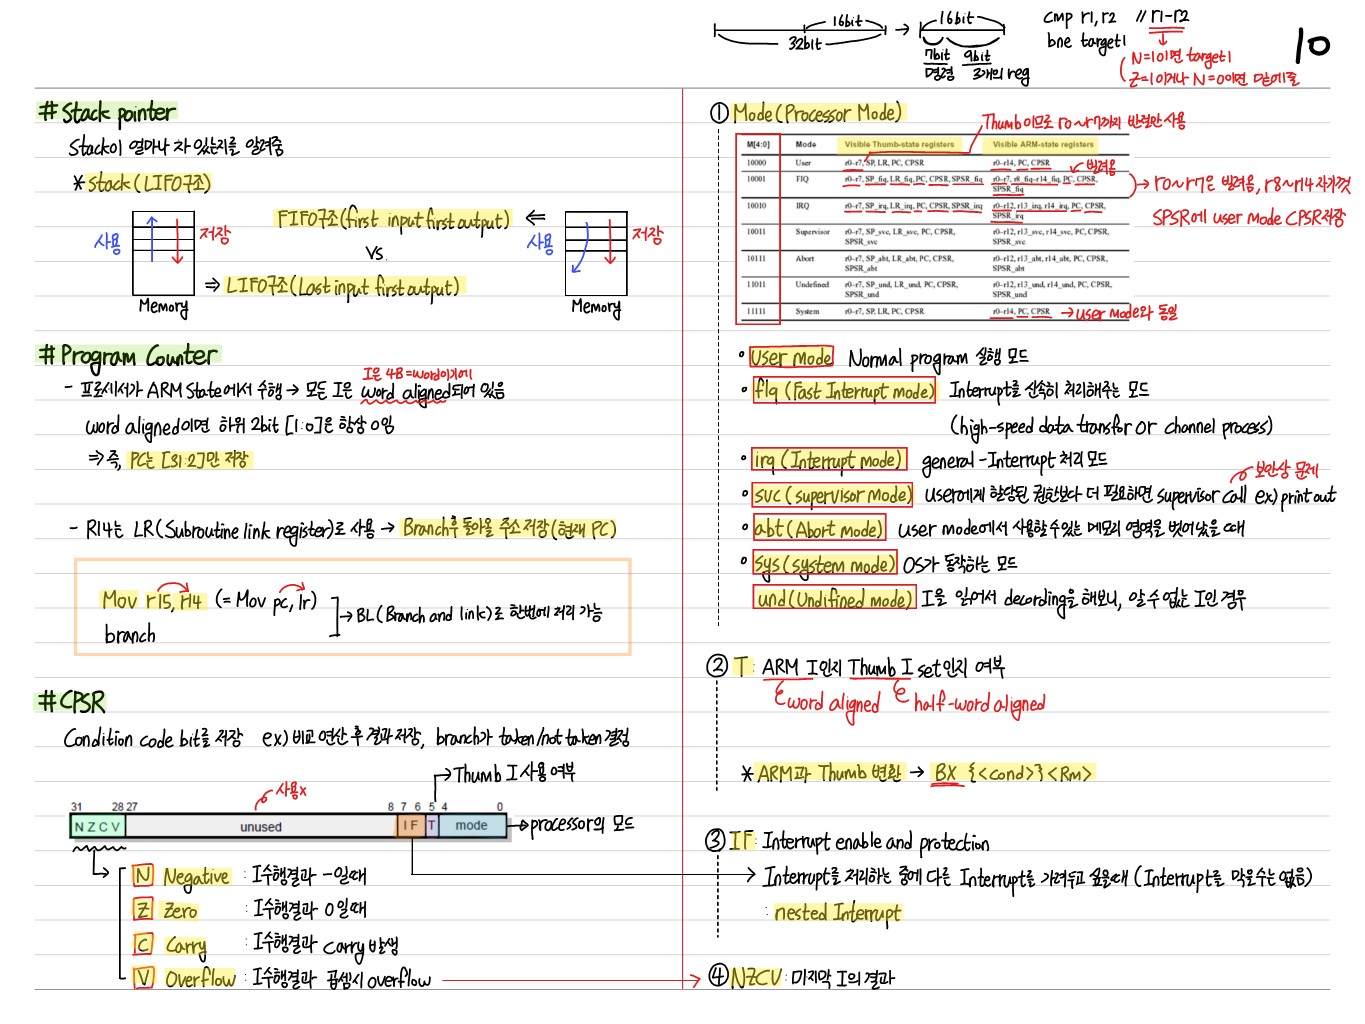 16bit
32bit
16bit
7bit 9bit
명령 3개의 reg
cmp r1, r2 // r1-r2
bne target1
N=1이면 target1
Z=1이거나 N=0이면 밑에줄
10
# Stack pointer
Stack이 얼마나 차 있는지를 알려줌
* Stack (LIFO구조)
사용 저장
Memory
FIFO구조(first input first output) ⇐
VS.
⇒ LIFO구조(Last input first output)
사용 저장
Memory
# Program Counter
I은 4B=word이기에
- 프로시서가 ARM State에서 수행 → 모든 I은 word aligned되어 있음
word aligned이면 하위 2bit [1:0]은 항상 0임
⇒ 즉, PC는 [31:2]만 저장
- R14는 LR(Subroutine link register)로 사용 → Branch후 돌아올 주소 저장(현재 PC)
Mov r15, r14 (= Mov pc, lr)
branch
→ BL(Branch and link)로 한번에 처리 가능
# CPSR
Condition code bit를 저장 ex) 비교 연산 후 결과 저장, branch가 taken/not taken 결정
→ Thumb I 사용 여부
사용x
31 28 27 8 7 6 5 4 0
N Z C V unused I F T mode
→ processor의 모드
N Negative : I수행결과 -일때
Z Zero : I수행결과 0일때
C Carry : I수행결과 carry 발생
V Overflow : I수행결과 곱셈시 overflow
① Mode (Processor Mode)
Thumb이므로 r0~r7까지 반절만 사용
M[4:0] Mode Visible Thumb-state registers Visible ARM-state registers
10000 User r0–r7, SP, LR, PC, CPSR r0–r14, PC, CPSR
빌려옴
10001 FIQ r0–r7, SP_fiq, LR_fiq, PC, CPSR, SPSR_fiq r0–r7, r8_fiq–r14_fiq, PC, CPSR,
SPSR_fiq
→ r0~r7은 빌려옴, r8~r14 자기껏
SPSR에 user mode CPSR저장
10010 IRQ r0–r7, SP_irq, LR_irq, PC, CPSR, SPSR_irq r0–r12, r13_irq, r14_irq, PC, CPSR,
SPSR_irq
10011 Supervisor r0–r7, SP_svc, LR_svc, PC, CPSR, r0–r12, r13_svc, r14_svc, PC, CPSR,
SPSR_svc SPSR_svc
10111 Abort r0–r7, SP_abt, LR_abt, PC, CPSR, r0–r12, r13_abt, r14_abt, PC, CPSR,
SPSR_abt SPSR_abt
11011 Undefined r0–r7, SP_und, LR_und, PC, CPSR, r0–r12, r13_und, r14_und, PC, CPSR,
SPSR_und SPSR_und
11111 System r0–r7, SP, LR, PC, CPSR r0–r14, PC, CPSR
→ user mode와 동일
• User mode Normal program 실행 모드
• fiq (Fast Interrupt mode) Interrupt를 신속히 처리해주는 모드
(high-speed data transfer or channel process)
• irq (Interrupt mode) general-Interrupt 처리 모드
보안상 문제
• svc (supervisor mode) user에게 할당된 권한보다 더 필요하면 supervisor call ex) print out
• abt (Abort mode) user mode에서 사용할수 있는 메모리 영역을 벗어났을 때
• sys (system mode) OS가 동작하는 모드
und (Undifined mode) I을 읽어서 decording을 해보니, 알 수 없는 I인 경우
② T : ARM I인지 Thumb I set인지 여부
word aligned half-word aligned
* ARM과 Thumb 변환 → BX {<cond>} <Rm>
③ IF : Interrupt enable and protection
Interrupt를 처리하는 중에 다른 Interrupt를 가려두고 싶을때 (Interrupt를 막을수는 없음)
: nested Interrupt
④ NZCV : 마지막 I의 결과